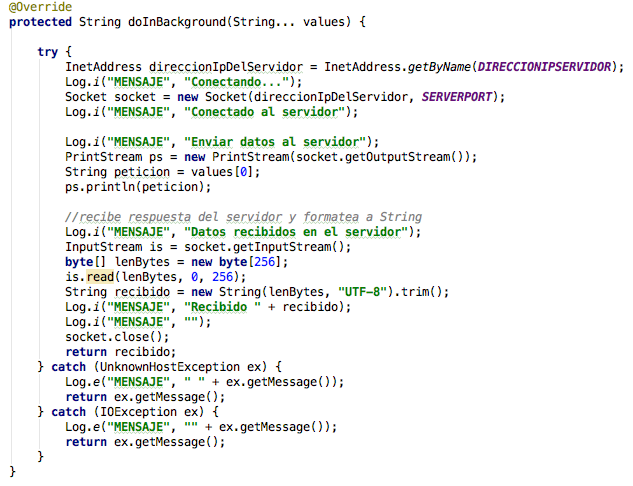 @Override
protected String doInBackground(String... values) {
try {
InetAddress direccionIpDelServidor = InetAddress.getByName(DIRECCIONIPSERVIDOR);
Log.i("MENSAJE", "Conectando...");
Socket socket = new Socket(direccionIpDelServidor, SERVERPORT);
Log.i("MENSAJE", "Conectado al servidor");
Log.i("MENSAJE", "Enviar datos al servidor");
PrintStream ps = new PrintStream(socket.getOutputStream());
String peticion = values[0];
ps.println(peticion);
//recibe respuesta del servidor y formatea a String
Log.i("MENSAJE", "Datos recibidos en el servidor");
InputStream is = socket.getInputStream();
byte[] lenBytes = new byte[256];
is.read(lenBytes, 0, 256);
String recibido = new String(lenBytes, "UTF-8").trim();
Log.i("MENSAJE", "Recibido " + recibido);
Log.i("MENSAJE", "");
socket.close();
return recibido;
} catch (UnknownHostException ex) {
Log.e("MENSAJE", " " + ex.getMessage());
return ex.getMessage();
} catch (IOException ex) {
Log.e("MENSAJE", "" + ex.getMessage());
return ex.getMessage();
}
}